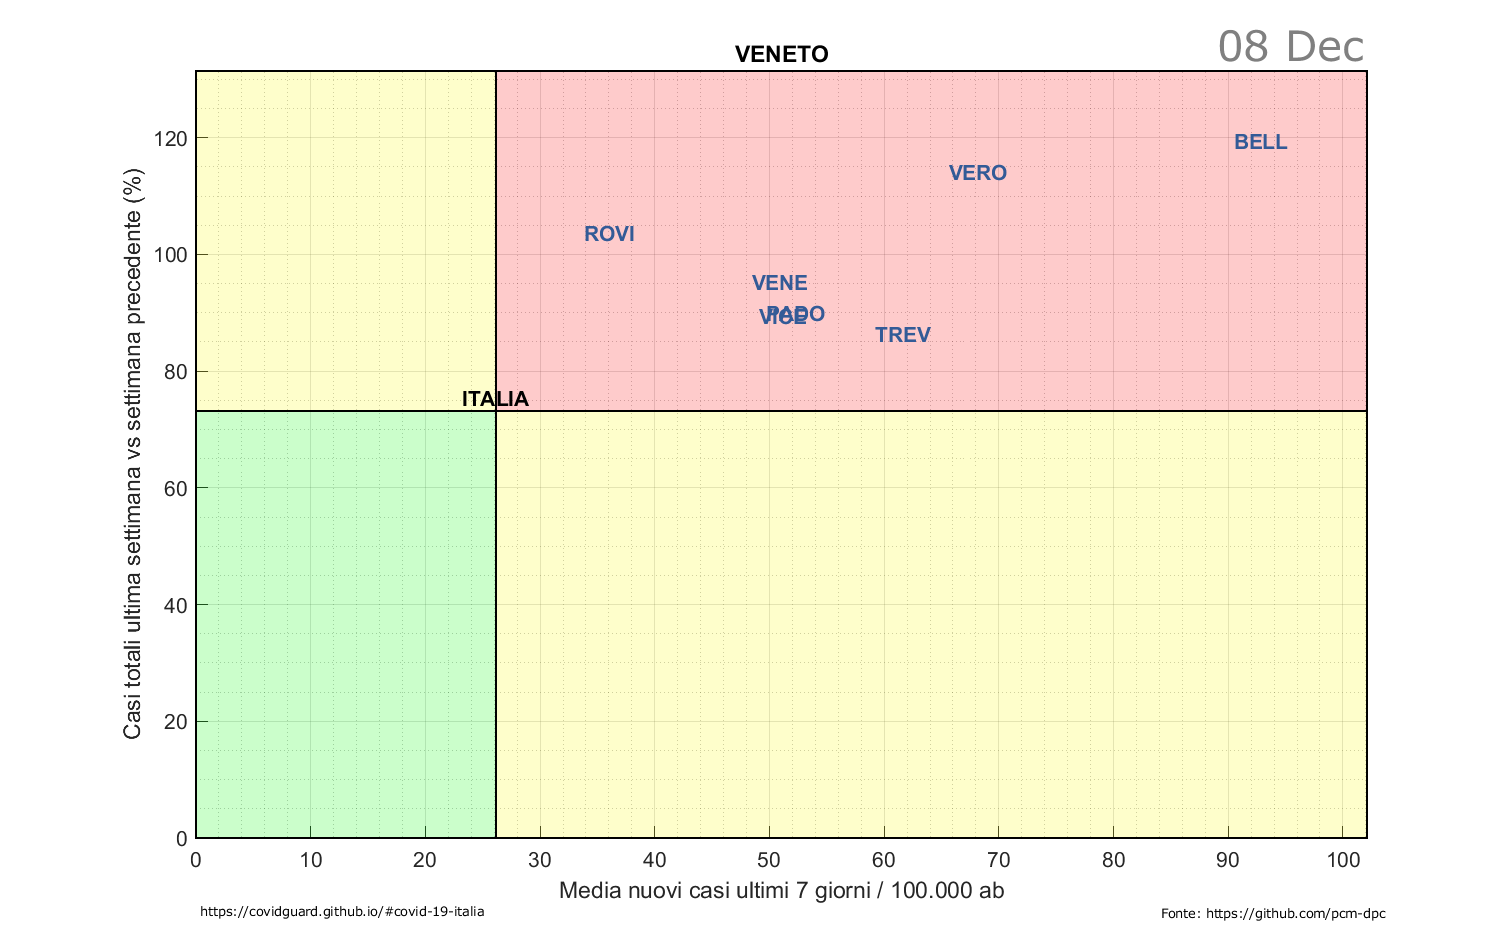 08 Dec
VENETO
Casi totali ultima settimana vs settimana precedente (%)
120
100
80
60
40
20
0
BELL
VERO
ROVI
VENE
PADO
VICE
TREV
ITALIA
0 10 20 30 40 50 60 70 80 90 100
Media nuovi casi ultimi 7 giorni / 100.000 ab
https://covidguard.github.io/#covid-19-italia
Fonte: https://github.com/pcm-dpc